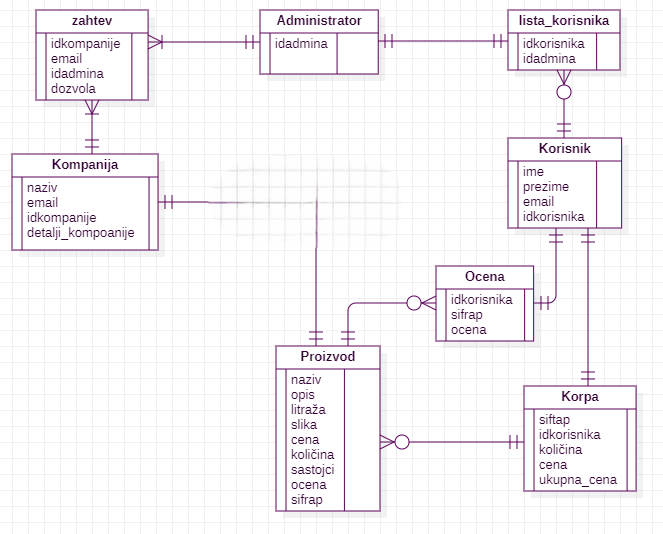 zahtev
idkompanije
email
idadmina
dozvola
Administrator
idadmina
lista_korisnika
idkorisnika
idadmina
Kompanija
naziv
email
idkompanije
detalji_kompoanije
Korisnik
ime
prezime
email
idkorisnika
Ocena
idkorisnika
sifrap
ocena
Proizvod
naziv
opis
litraža
slika
cena
količina
sastojci
ocena
sifrap
Korpa
siftap
idkorisnika
količina
cena
ukupna_cena